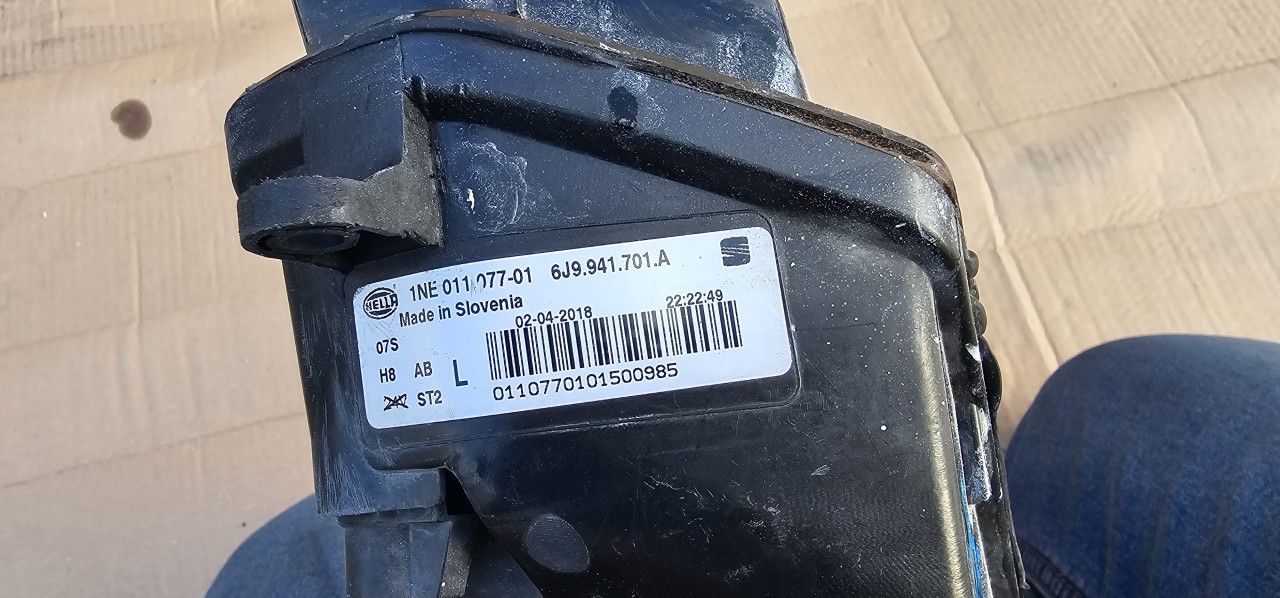 HELLA 1NE 011 077-01 6J9.941.701.A
Made in Slovenia
02-04-2018 22:22:49
07S
H8 AB L
ST2
0110770101500985